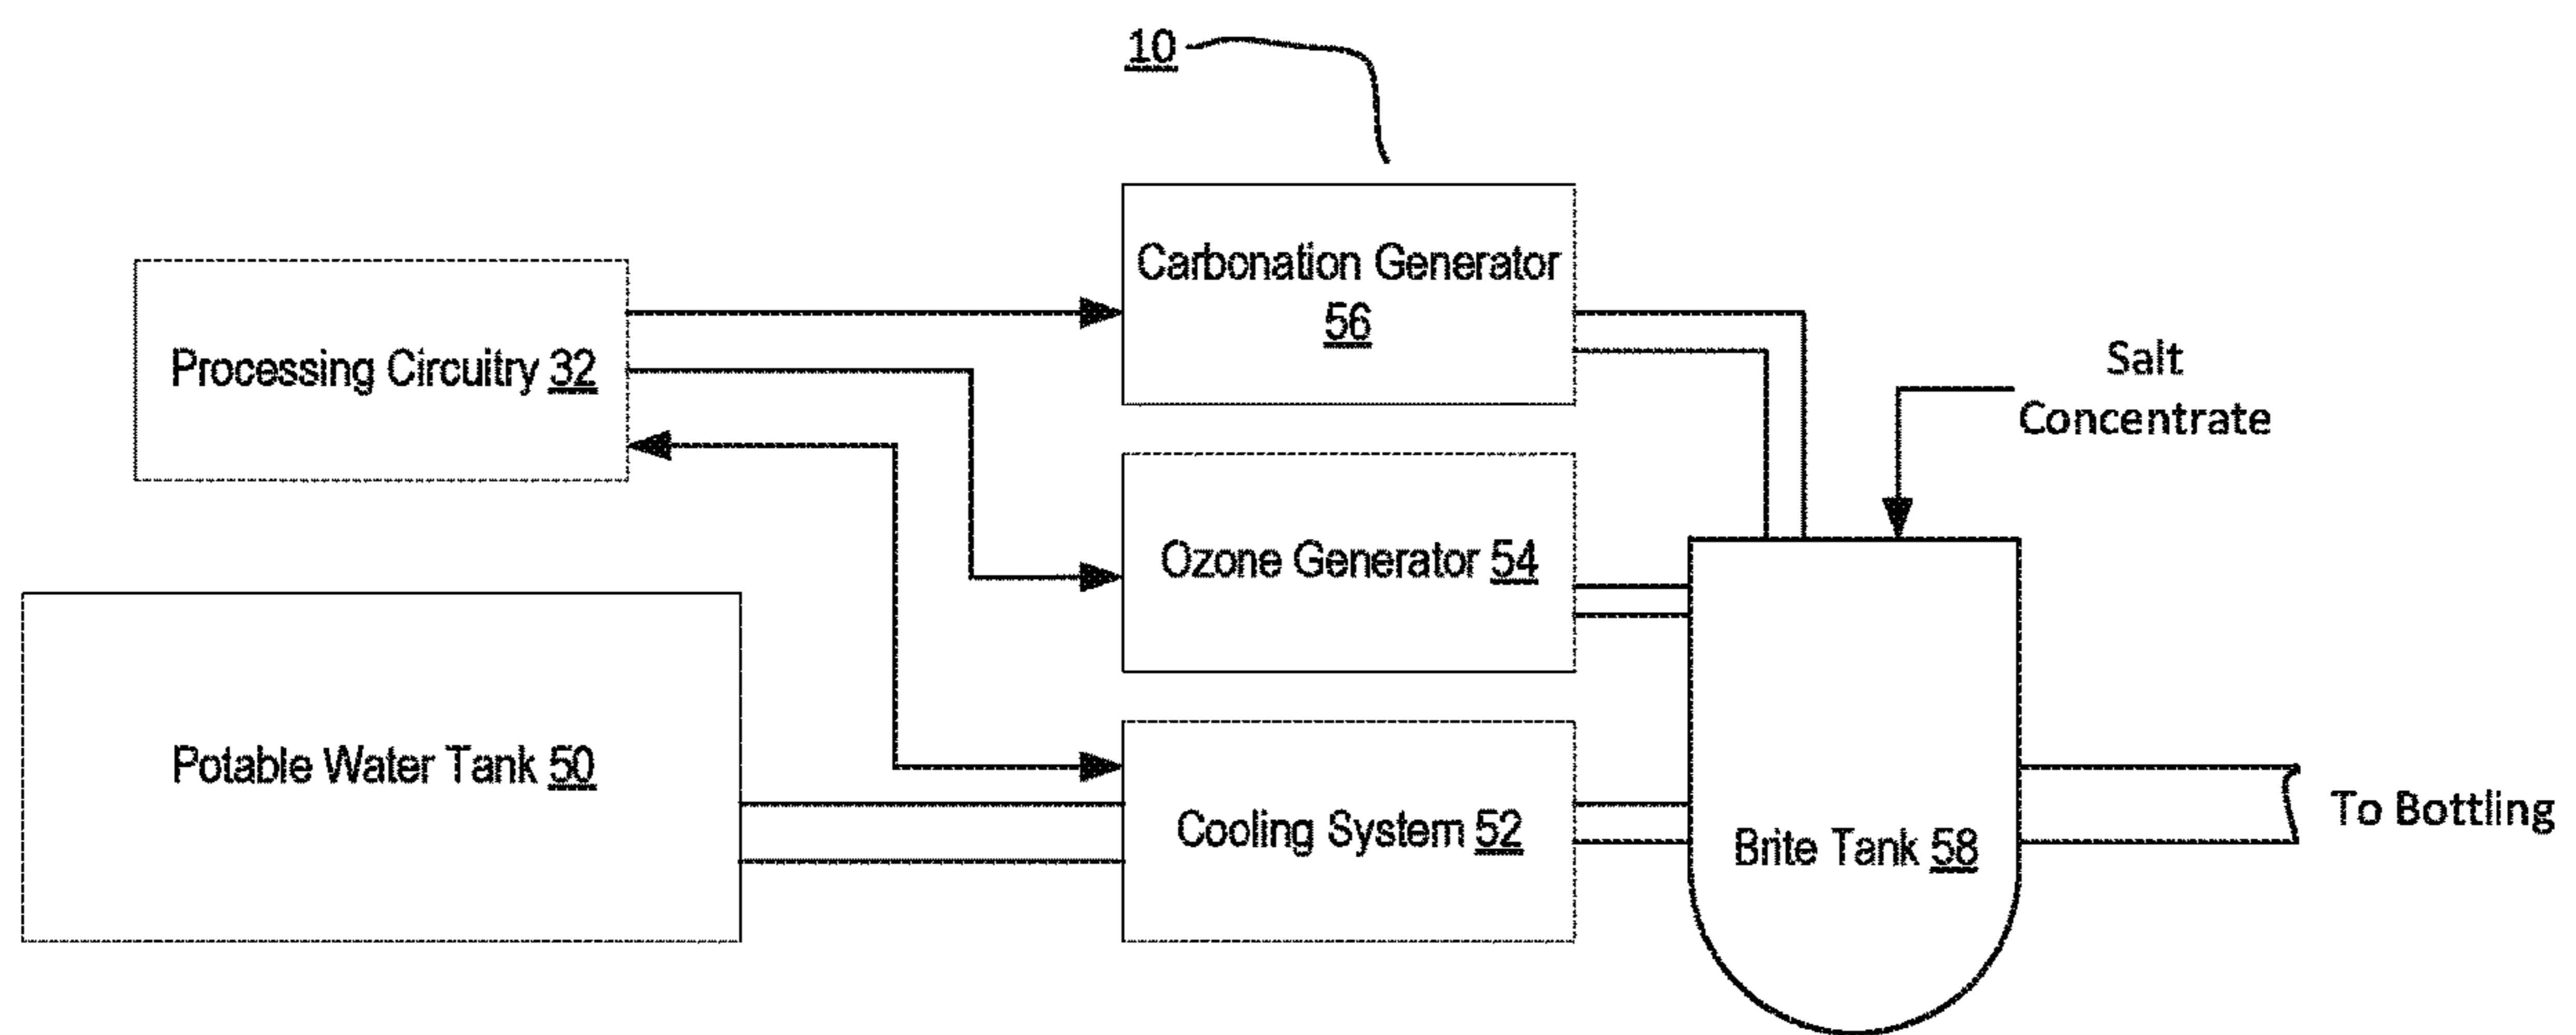 10
Carbonation Generator
56
Processing Circuitry 32
Salt
Concentrate
Ozone Generator 54
Potable Water Tank 50
Cooling System 52
Brite Tank 58
To Bottling